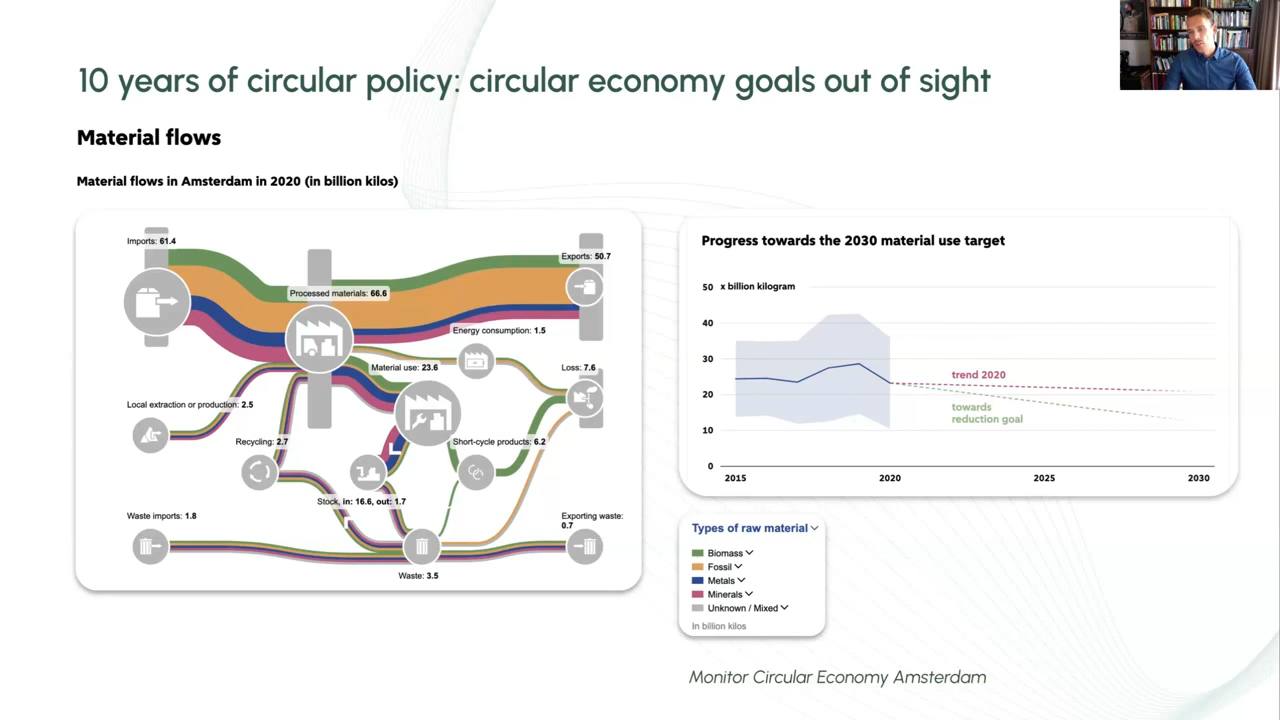 10 years of circular policy: circular economy goals out of sight
Material flows
Material flows in Amsterdam in 2020 (in billion kilos)
Imports: 61.4
Exports: 50.7
Processed materials: 66.6
Energy consumption: 1.5
Material use: 23.6
Loss: 7.6
Local extraction or production: 2.5
Recycling: 2.7
Short-cycle products: 6.2
Stock, in: 16.6, out: 1.7
Waste imports: 1.8
Exporting waste:
0.7
Waste: 3.5
Progress towards the 2030 material use target
50 x billion kilogram
40
30
trend 2020
20
towards
reduction goal
10
0
2015 2020 2025 2030
Types of raw material
Biomass
Fossil
Metals
Minerals
Unknown / Mixed
In billion kilos
Monitor Circular Economy Amsterdam